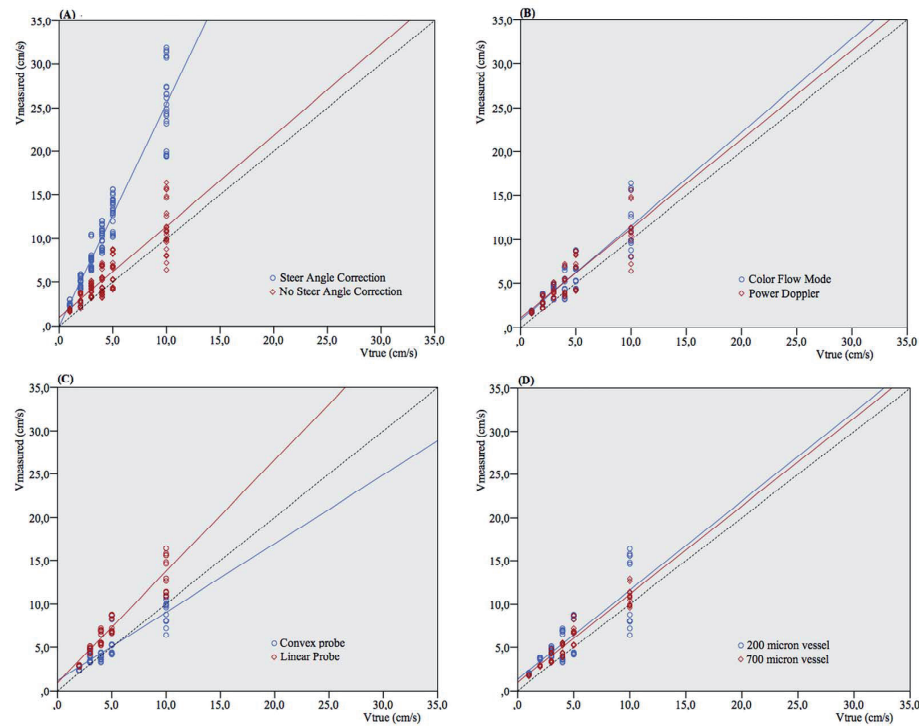 (A)
Vmeasured (cm/s)
35,0
30,0
25,0
20,0
15,0
10,0
5,0
,0
Steer Angle Correction
No Steer Angle Correction
,0 5,0 10,0 15,0 20,0 25,0 30,0 35,0
Vtrue (cm/s)
(B)
Vmeasured (cm/s)
35,0
30,0
25,0
20,0
15,0
10,0
5,0
,0
Color Flow Mode
Power Doppler
,0 5,0 10,0 15,0 20,0 25,0 30,0 35,0
Vtrue (cm/s)
(C)
Vmeasured (cm/s)
35,0
30,0
25,0
20,0
15,0
10,0
5,0
,0
Convex probe
Linear Probe
,0 5,0 10,0 15,0 20,0 25,0 30,0 35,0
Vtrue (cm/s)
(D)
Vmeasured (cm/s)
35,0
30,0
25,0
20,0
15,0
10,0
5,0
,0
200 micron vessel
700 micron vessel
,0 5,0 10,0 15,0 20,0 25,0 30,0 35,0
Vtrue (cm/s)